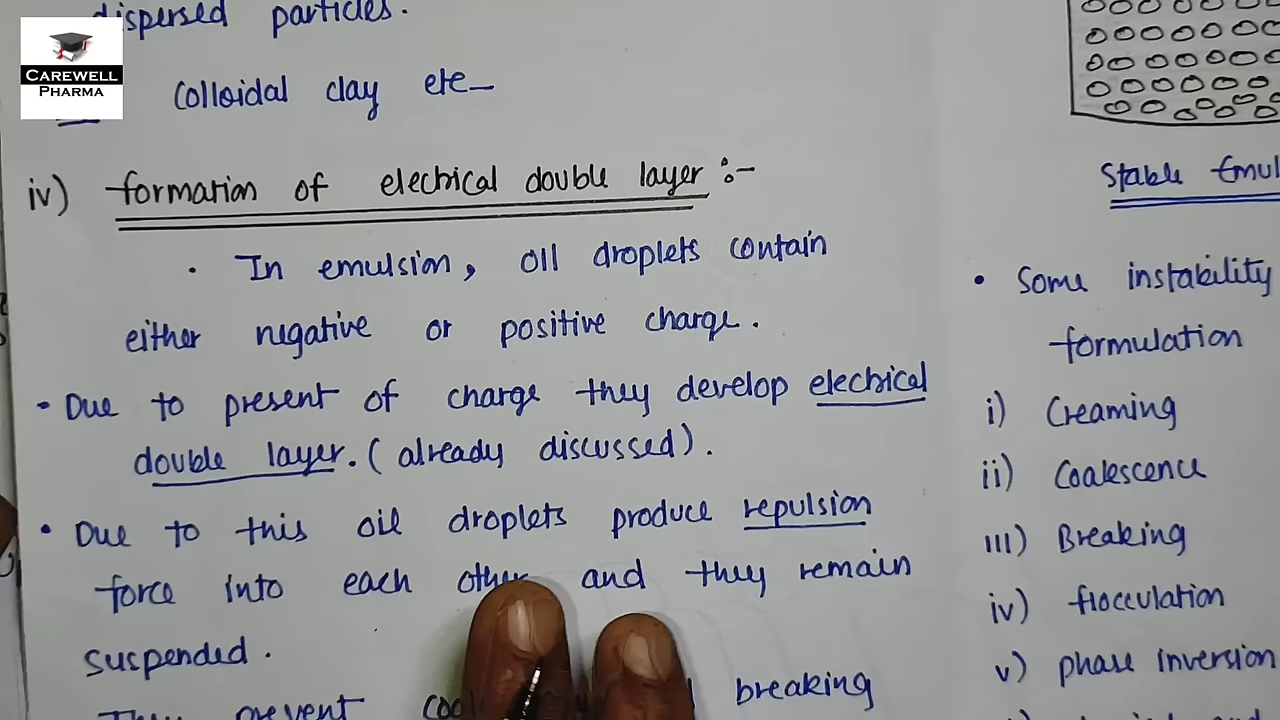 dispersed particles.
CAREWELL
PHARMA
Colloidal clay etc—
iv) formation of electrical double layer :-
• In emulsion, oil droplets contain
either negative or positive charge.
• Due to present of charge they develop electrical
double layer. (already discussed).
• Due to this oil droplets produce repulsion
force into each other and they remain
suspended.
They prevent breaking
Stable Emul
• Some instability
formulation
i) Creaming
ii) Coalescence
iii) Breaking
iv) flocculation
v) phase inversion